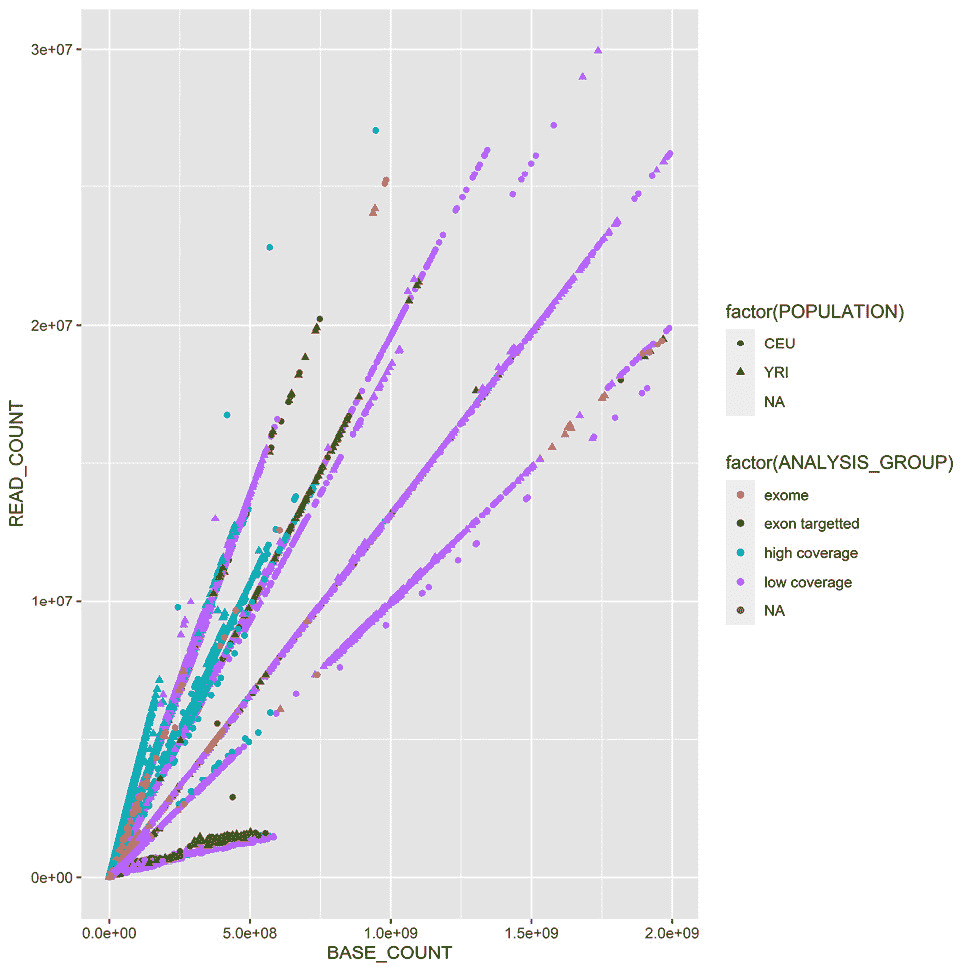 3e+07
2e+07
1e+07
0e+00
READ_COUNT
0.0e+00 5.0e+08 1.0e+09 1.5e+09 2.0e+09
BASE_COUNT
factor(POPULATION)
CEU
YRI
NA
factor(ANALYSIS_GROUP)
exome
exon targetted
high coverage
low coverage
NA